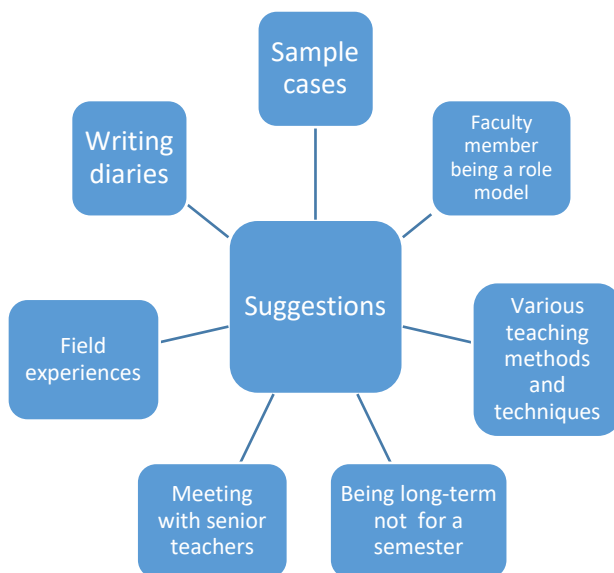 Sample
cases
Faculty
member
being a role
model
Various
teaching
methods
and
techniques
Being long-term
not for a
semester
Meeting
with senior
teachers
Field
experiences
Writing
diaries
Suggestions